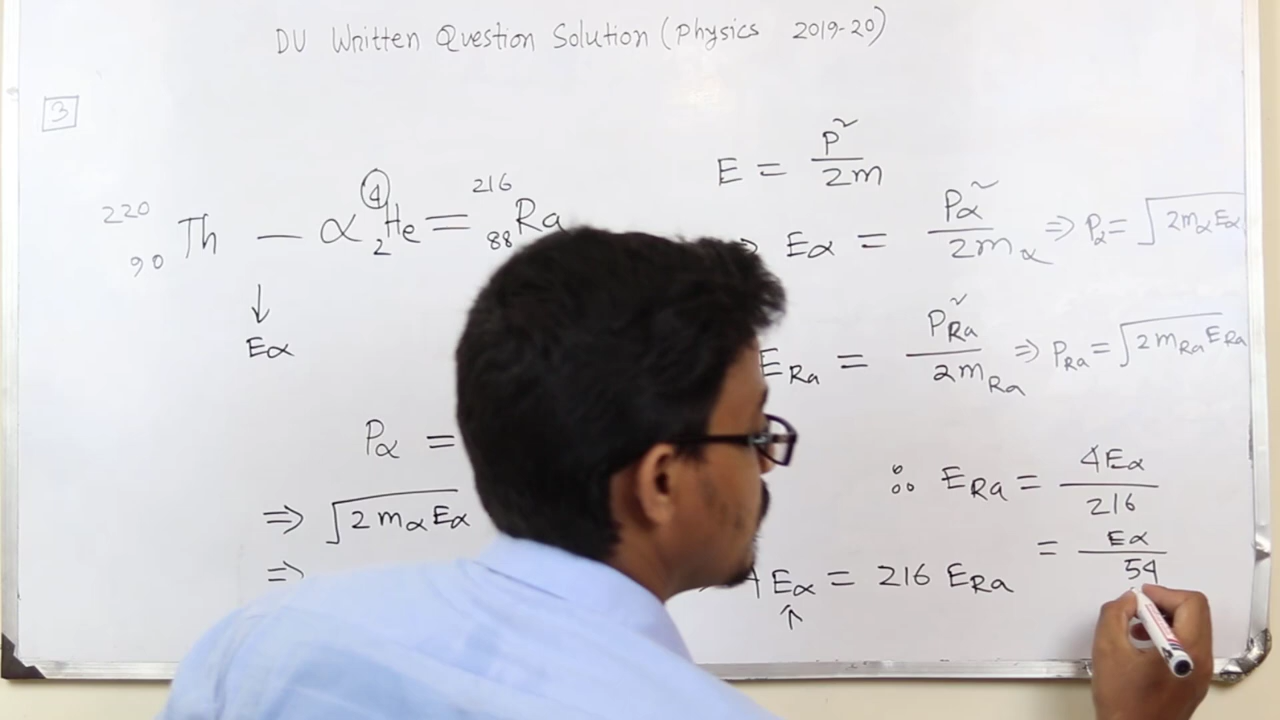 DU Written Question Solution (Physics 2019-20)
3
220 90 Th — α 4 2 He = 216 88 Ra
↓
Eα
Pα =
⇒ √2mαEα
⇒
E = P² / 2m
Eα = Pα² / 2mα ⇒ Pα = √2mαEα
ERa = PRa² / 2mRa ⇒ PRa = √2mRaERa
∴ ERa = 4Eα / 216
= Eα / 54
4Eα = 216 ERa
↑